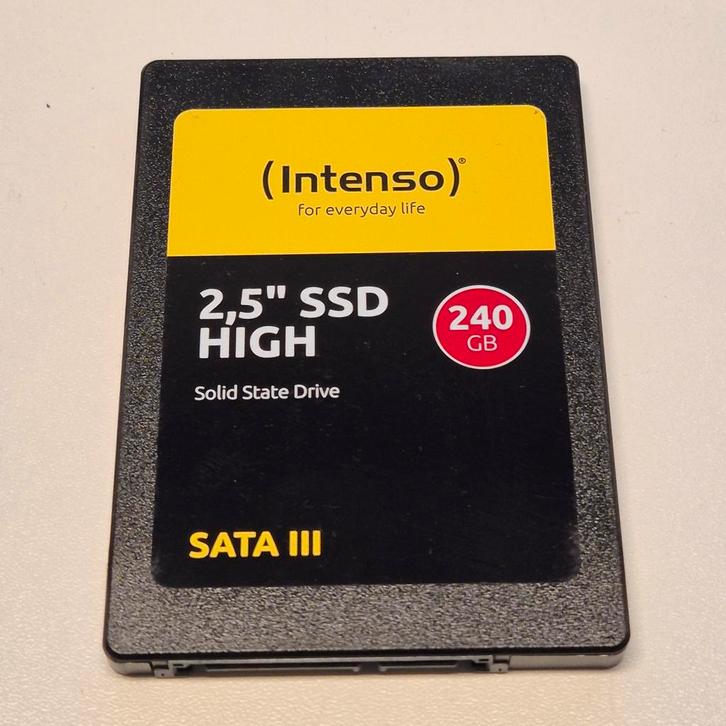 (Intenso)®
for everyday life
2,5" SSD
HIGH
240
GB
Solid State Drive
SATA III